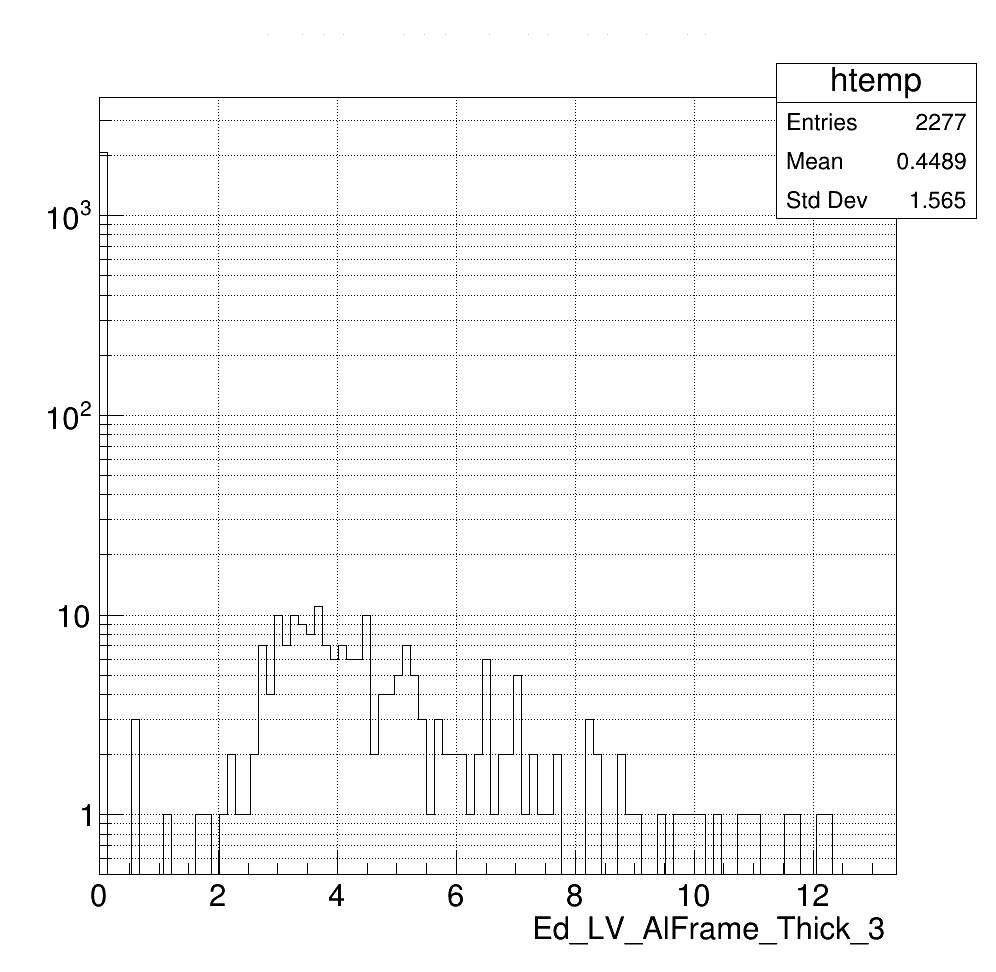 htemp
Entries 2277
Mean 0.4489
Std Dev 1.565
10³
10²
10
1
0 2 4 6 8 10 12
Ed_LV_AlFrame_Thick_3